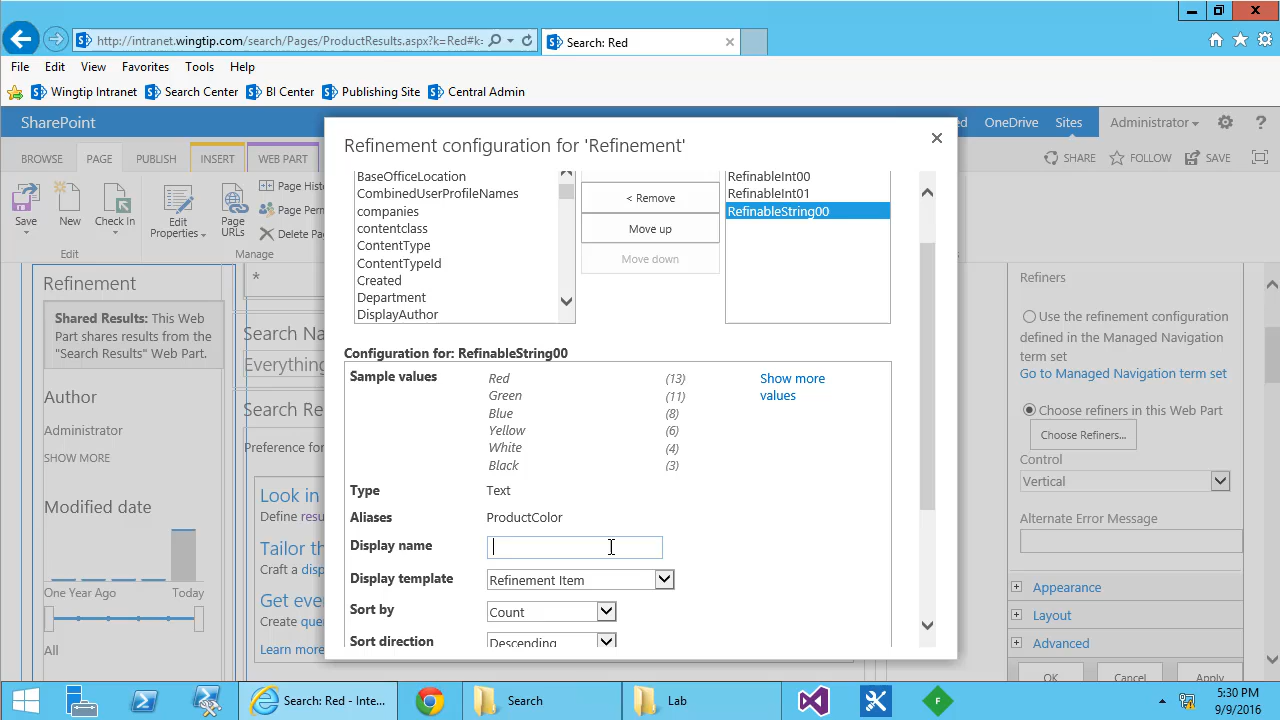 http://intranet.wingtip.com/search/Pages/ProductResults.aspx?k=Red#k=
Search: Red
File Edit View Favorites Tools Help
Wingtip Intranet Search Center BI Center Publishing Site Central Admin
SharePoint
OneDrive Sites Administrator
BROWSE PAGE PUBLISH INSERT WEB PART
SHARE FOLLOW SAVE
Save
New
Check In
Edit
Edit Properties
Page URLs
Page Hist
Page Perm
Delete Pa
Manage
Refinement
Shared Results: This Web
Part shares results from the
"Search Results" Web Part.
Author
Administrator
SHOW MORE
Modified date
One Year Ago Today
All
*
Search Na
Everything
Search Re
Preference for
Look in
Define resu
Tailor th
Craft a disp
Get eve
Create que
Learn more
Refinement configuration for 'Refinement'
BaseOfficeLocation
CombinedUserProfileNames
companies
contentclass
ContentType
ContentTypeId
Created
Department
DisplayAuthor
< Remove
Move up
Move down
RefinableInt00
RefinableInt01
RefinableString00
Configuration for: RefinableString00
Sample values
Red (13)
Green (11)
Blue (8)
Yellow (6)
White (4)
Black (3)
Show more
values
Type Text
Aliases ProductColor
Display name
Display template Refinement Item
Sort by Count
Sort direction Descending
Refiners
Use the refinement configuration
defined in the Managed Navigation
term set
Go to Managed Navigation term set
Choose refiners in this Web Part
Choose Refiners...
Control
Vertical
Alternate Error Message
Appearance
Layout
Advanced
OK Cancel Apply
Search: Red - Inte...
Search
Lab
5:30 PM
9/9/2016